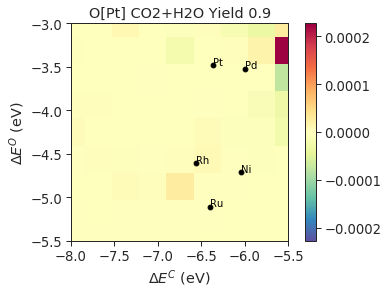 O[Pt] CO2+H2O Yield 0.9
−3.0
−3.5
−4.0
−4.5
−5.0
−5.5
ΔE^O (eV)
Pt
Pd
Rh
Ni
Ru
−8.0 −7.5 −7.0 −6.5 −6.0 −5.5
ΔE^C (eV)
0.0002
0.0001
0.0000
−0.0001
−0.0002